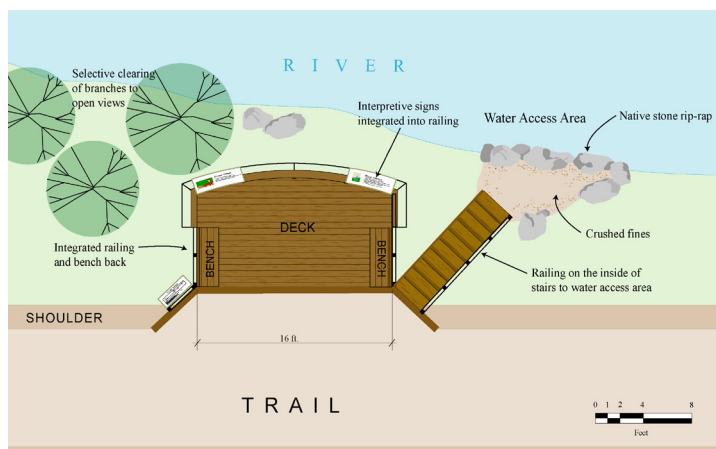 R I V E R
Selective clearing
of branches to
open views
Interpretive signs
integrated into railing
Water Access Area
Native stone rip-rap
DECK
BENCH
BENCH
Integrated railing
and bench back
Crushed fines
Railing on the inside of
stairs to water access area
SHOULDER
16 ft.
T R A I L
0 1 2 4 8
Feet